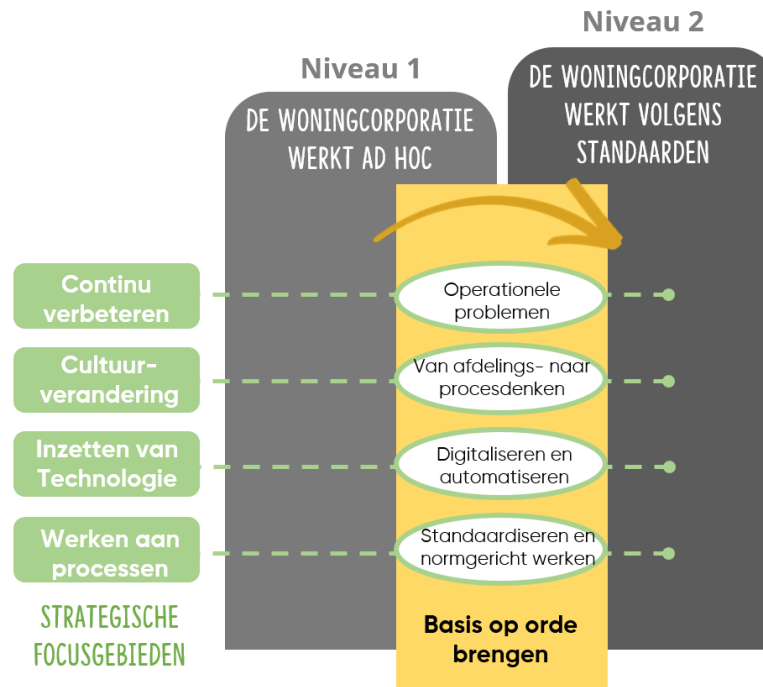 Niveau 1
DE WONINGCORPORATIE
WERKT AD HOC
Niveau 2
DE WONINGCORPORATIE
WERKT VOLGENS
STANDAARDEN
Continu
verbeteren
Operationele
problemen
Cultuur-
verandering
Van afdelings- naar
procesdenken
Inzetten van
Technologie
Digitaliseren en
automatiseren
Werken aan
processen
Standaardiseren en
normgericht werken
STRATEGISCHE
FOCUSGEBIEDEN
Basis op orde
brengen